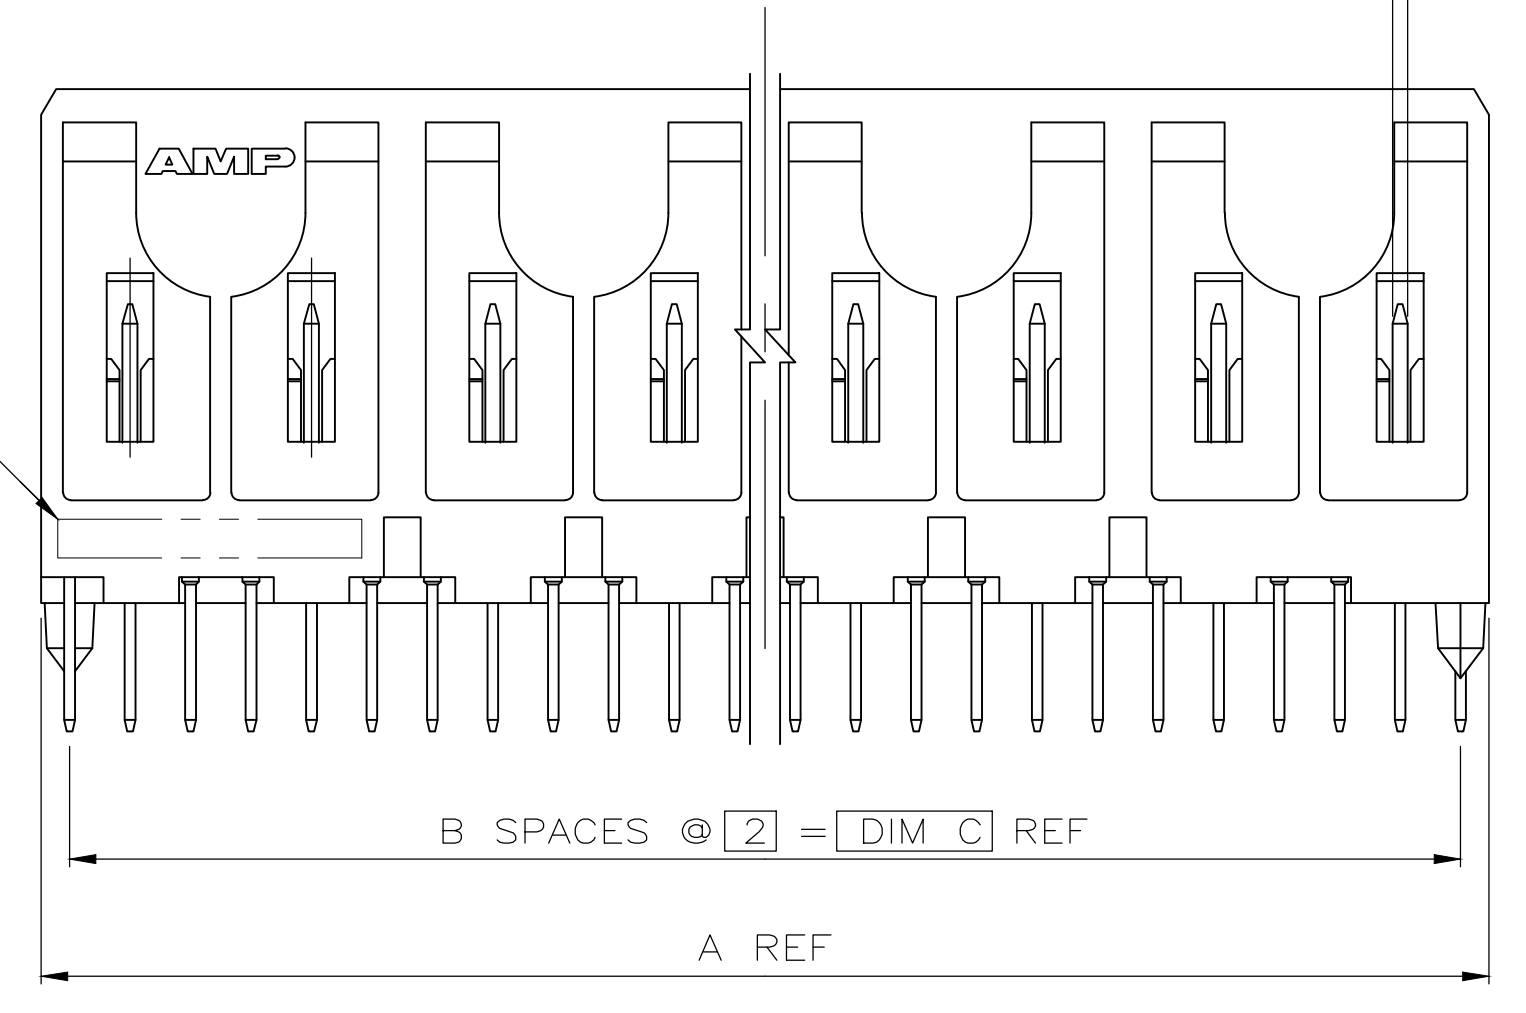 AMP
B SPACES @ 2 = DIM C REF
A REF